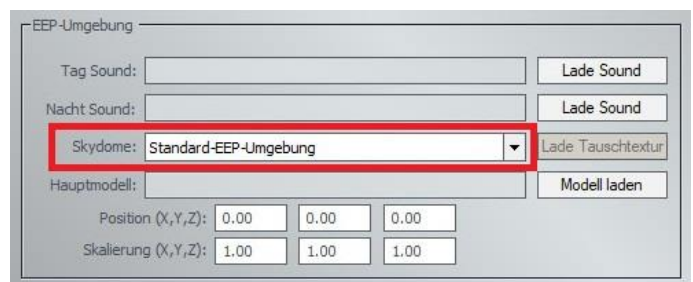 EEP-Umgebung
Tag Sound: Lade Sound
Nacht Sound: Lade Sound
Skydome: Standard-EEP-Umgebung Lade Tauschtextur
Hauptmodell: Modell laden
Position (X,Y,Z): 0.00 0.00 0.00
Skalierung (X,Y,Z): 1.00 1.00 1.00